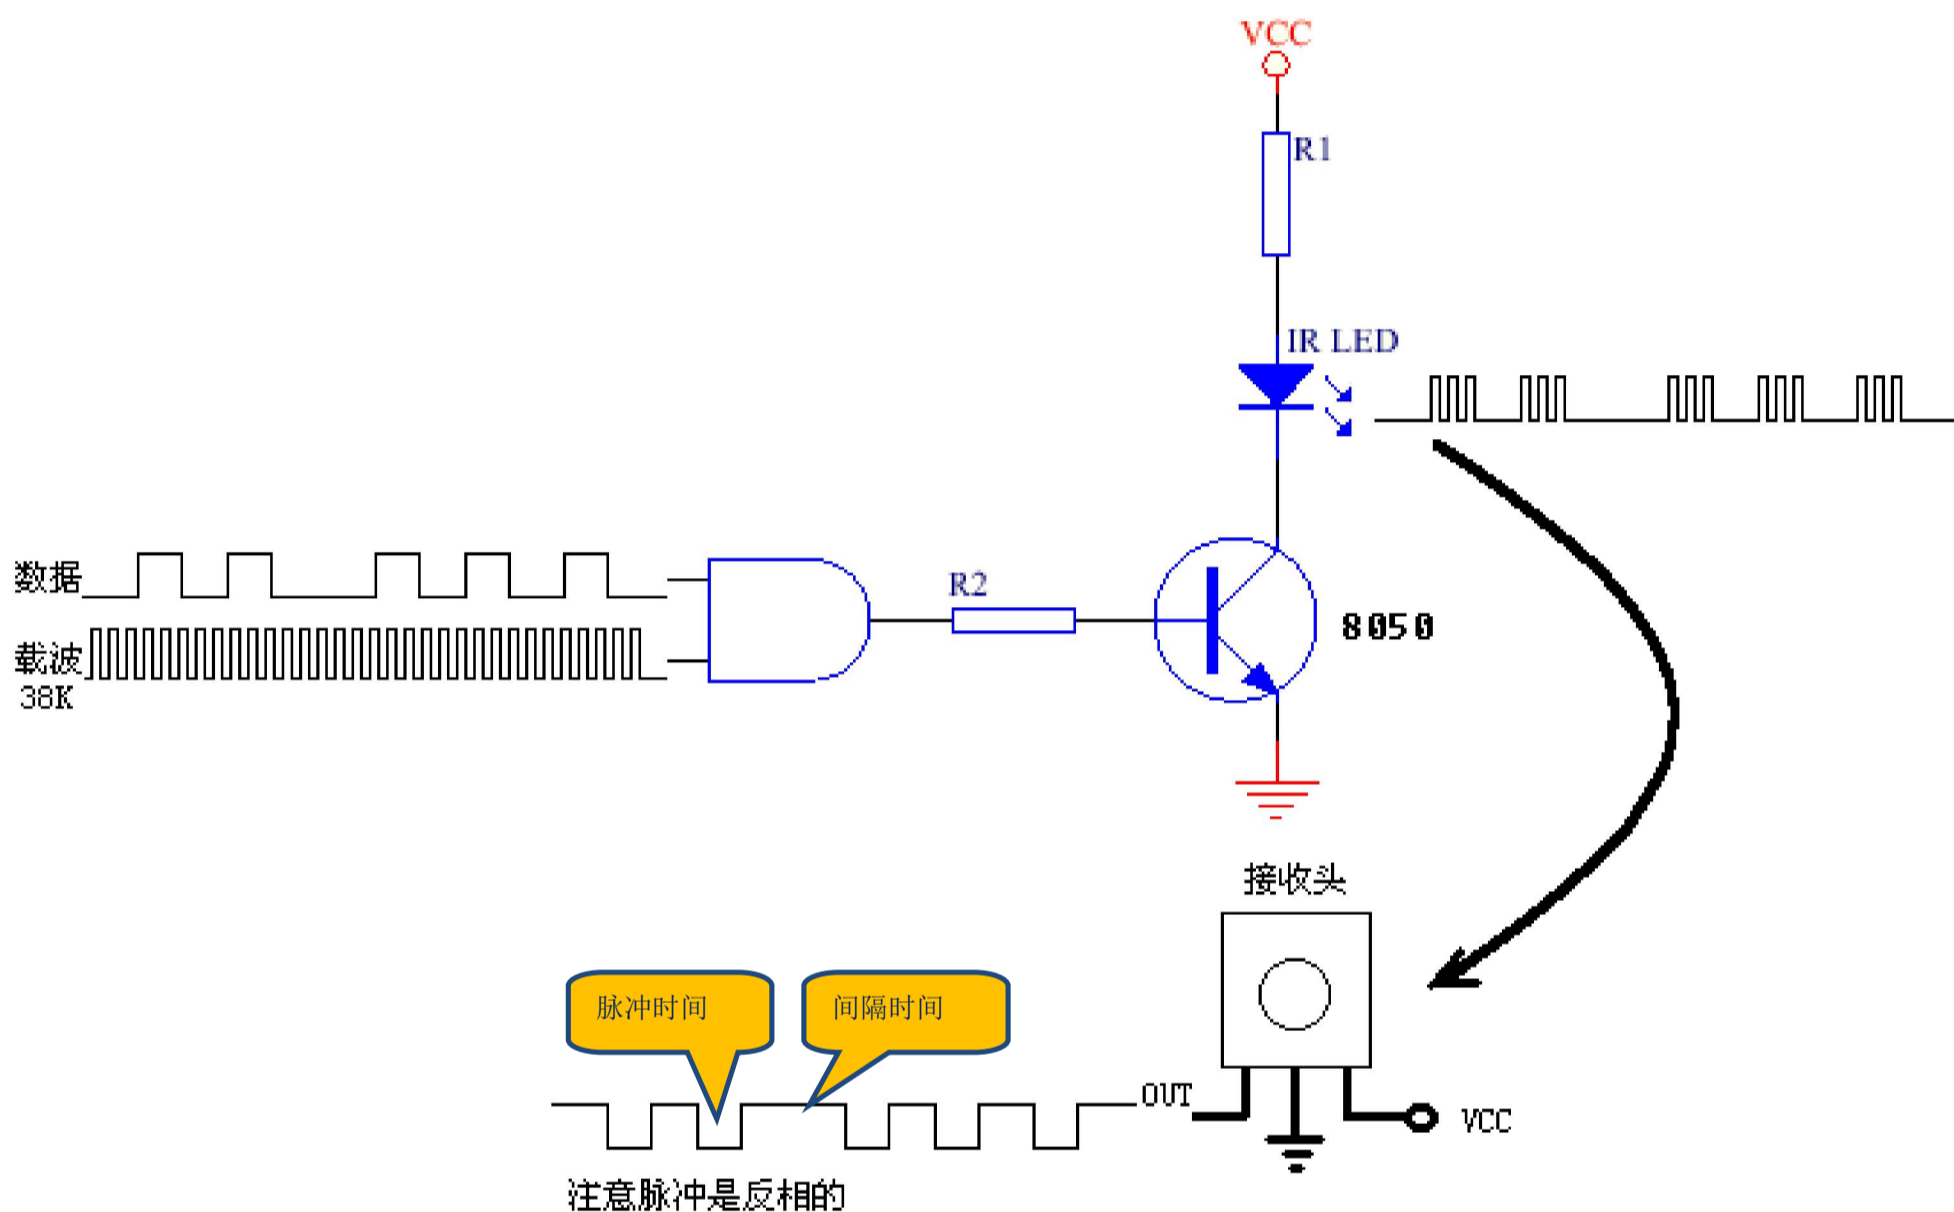 VCC
R1
IR LED
数据
R2
8050
载波
38K
接收头
脉冲时间
间隔时间
OUT
VCC
注意脉冲是反相的